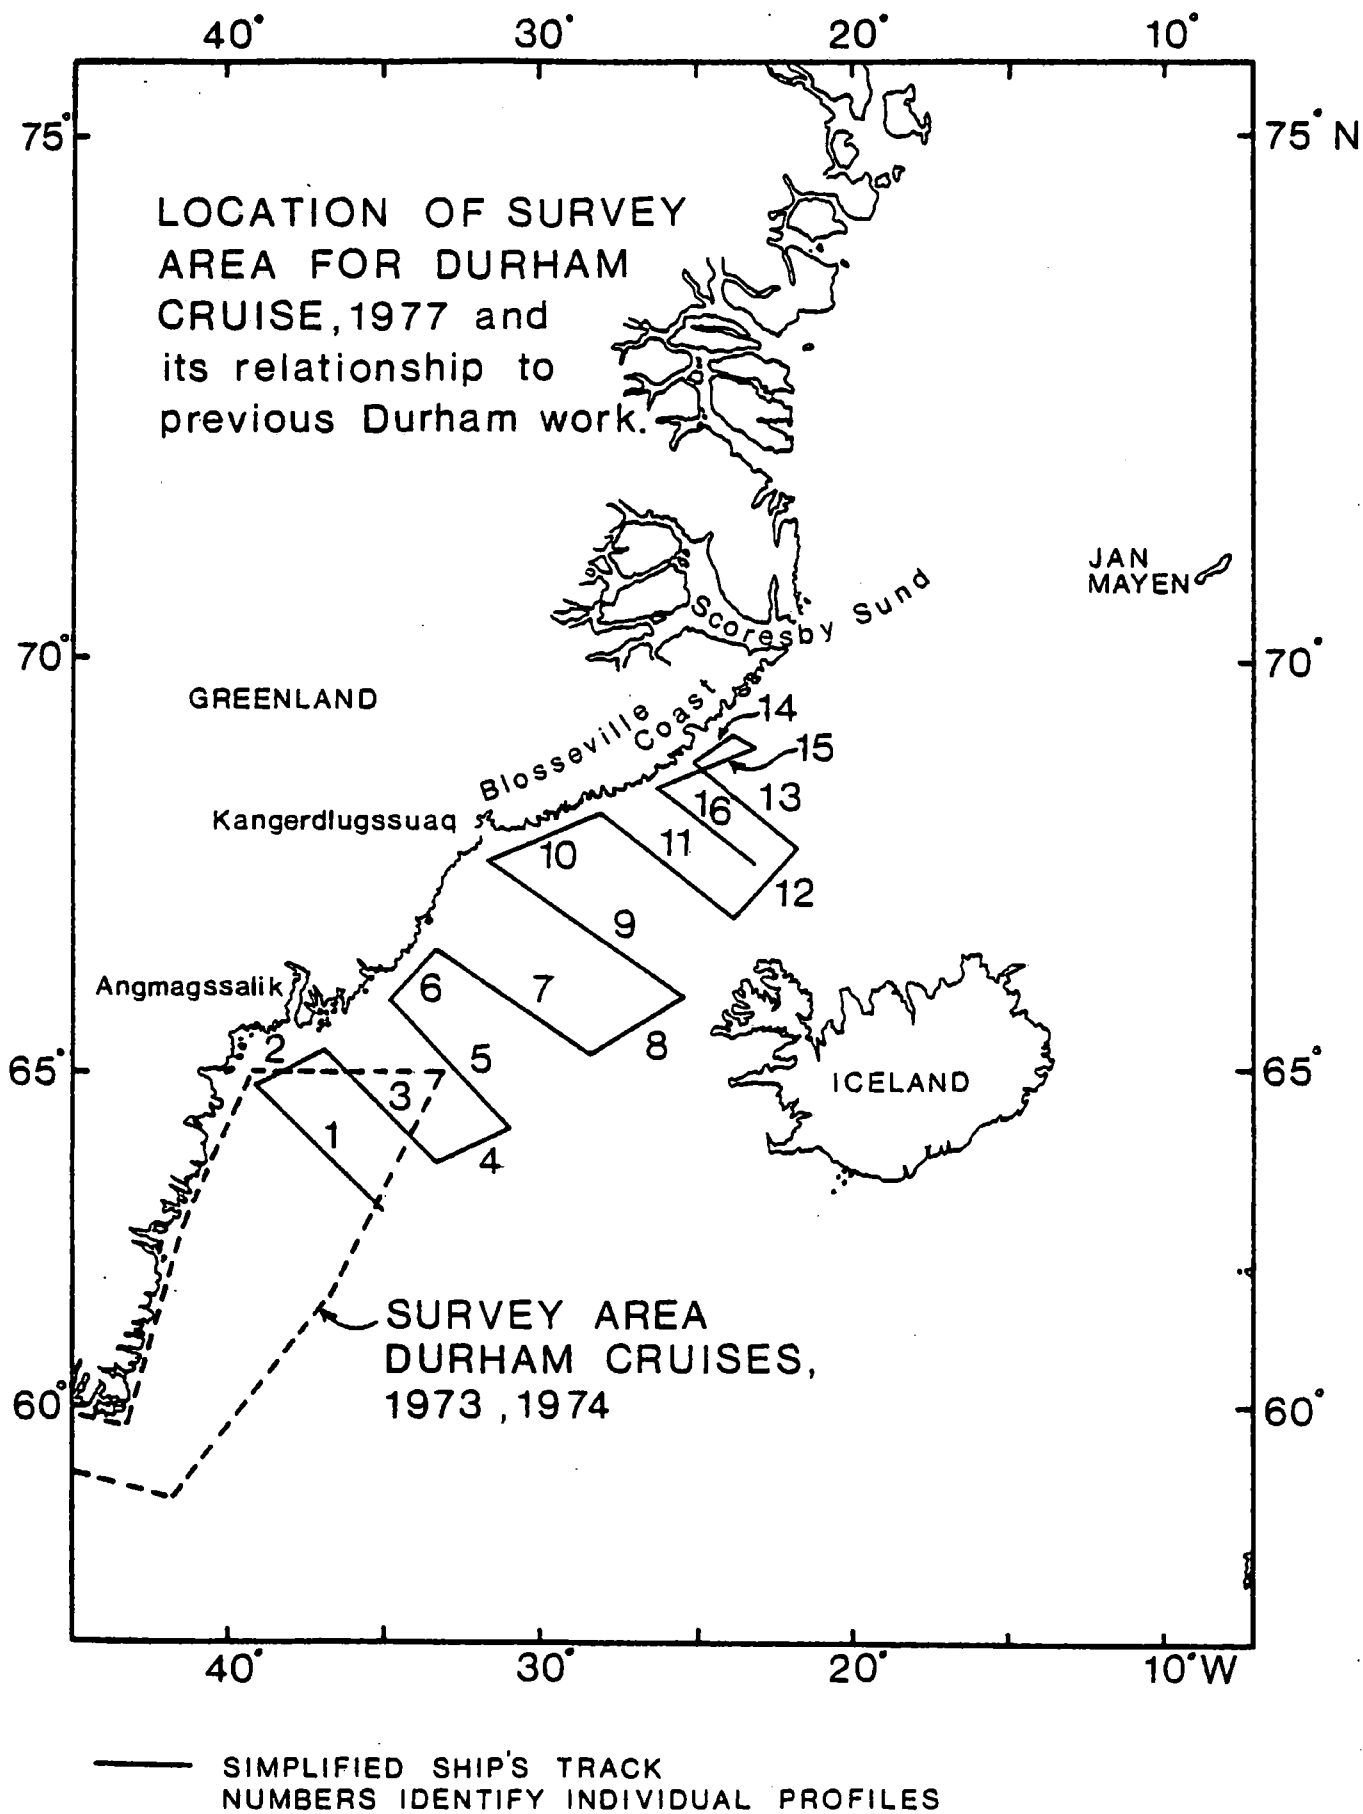 40° 30° 20° 10°
75° 75° N
LOCATION OF SURVEY
AREA FOR DURHAM
CRUISE, 1977 and
its relationship to
previous Durham work.
JAN
MAYEN
Scoresby Sund
70° 70°
GREENLAND
Blosseville
Coast
14
15
13
16
Kangerdlugssuaq
11
10
12
9
Angmagssalik
6
7
8
2
5
65° 65°
ICELAND
3
1
4
SURVEY AREA
DURHAM CRUISES,
1973, 1974
60° 60°
40° 30° 20° 10°W
SIMPLIFIED SHIP'S TRACK
NUMBERS IDENTIFY INDIVIDUAL PROFILES